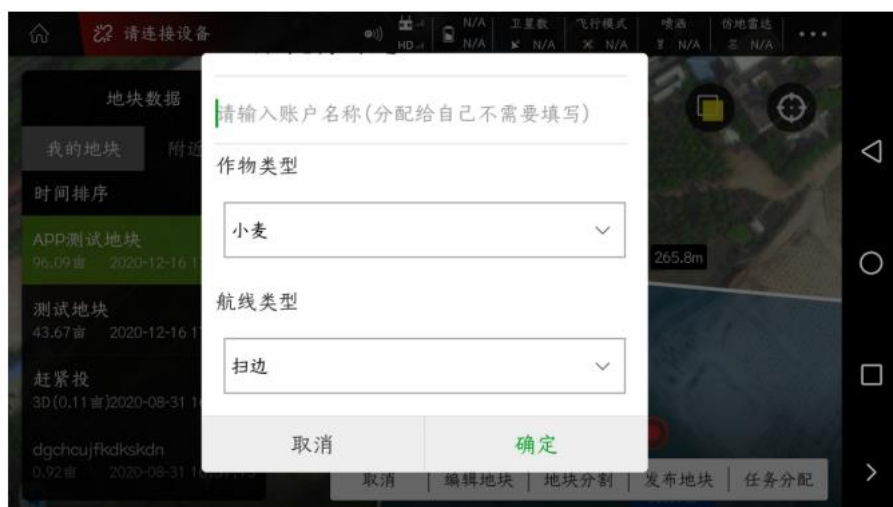 请连接设备
HD
N/A
N/A
卫星数
N/A
飞行模式
N/A
喷洒
N/A
仿地雷达
N/A
地块数据
我的地块
附近
时间排序
APP测试地块
96.09亩 2020-12-16 1
测试地块
43.67亩 2020-12-16 1
赶紧投
3D(0.11亩)2020-08-31 1
dgchcujfkdkskdn
0.92亩 2020-08-31
请输入账户名称(分配给自己不需要填写)
作物类型
小麦
航线类型
扫边
取消
确定
265.8m
取消
编辑地块
地块分割
发布地块
任务分配